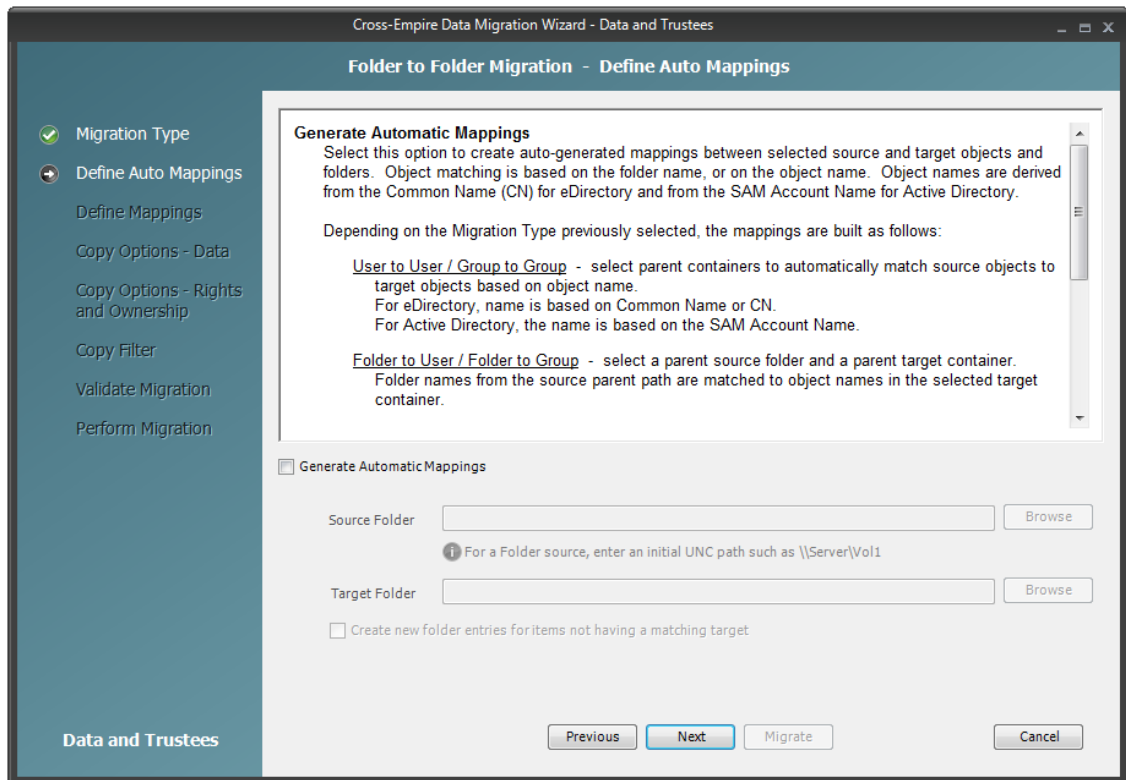 Cross-Empire Data Migration Wizard - Data and Trustees
Folder to Folder Migration - Define Auto Mappings
Migration Type
Define Auto Mappings
Define Mappings
Copy Options - Data
Copy Options - Rights
and Ownership
Copy Filter
Validate Migration
Perform Migration
Data and Trustees
Generate Automatic Mappings
Select this option to create auto-generated mappings between selected source and target objects and
folders. Object matching is based on the folder name, or on the object name. Object names are derived
from the Common Name (CN) for eDirectory and from the SAM Account Name for Active Directory.
Depending on the Migration Type previously selected, the mappings are built as follows:
User to User / Group to Group - select parent containers to automatically match source objects to
target objects based on object name.
For eDirectory, name is based on Common Name or CN.
For Active Directory, the name is based on the SAM Account Name.
Folder to User / Folder to Group - select a parent source folder and a parent target container.
Folder names from the source parent path are matched to object names in the selected target
container.
Generate Automatic Mappings
Source Folder
Browse
For a Folder source, enter an initial UNC path such as \\Server\Vol1
Target Folder
Browse
Create new folder entries for items not having a matching target
Previous
Next
Migrate
Cancel